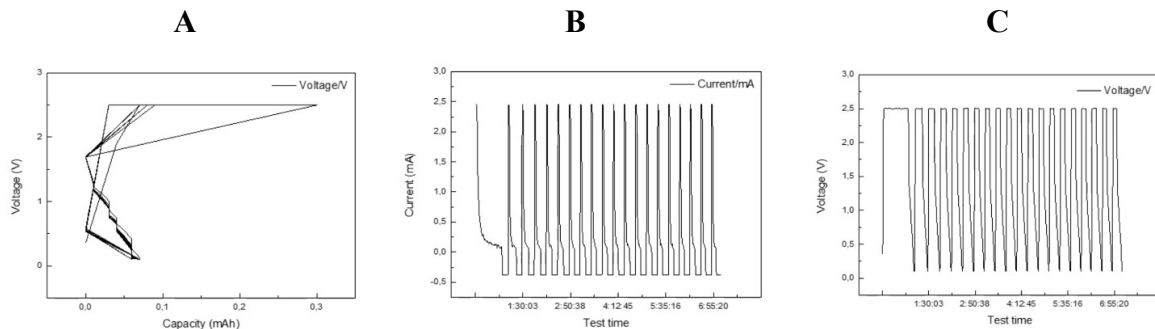 A
B
C
3
2
1
0
Voltage (V)
Voltage/V
0,0
0,1
0,2
0,3
Capacity (mAh)
3,0
2,5
2,0
1,5
1,0
0,5
0,0
-0,5
Current (mA)
Current/mA
1:30:03
2:50:38
4:12:45
5:35:16
6:55:20
Test time
3,0
2,5
2,0
1,5
1,0
0,5
0,0
Voltage (V)
Voltage/V
1:30:03
2:50:38
4:12:45
5:35:16
6:55:20
Test time